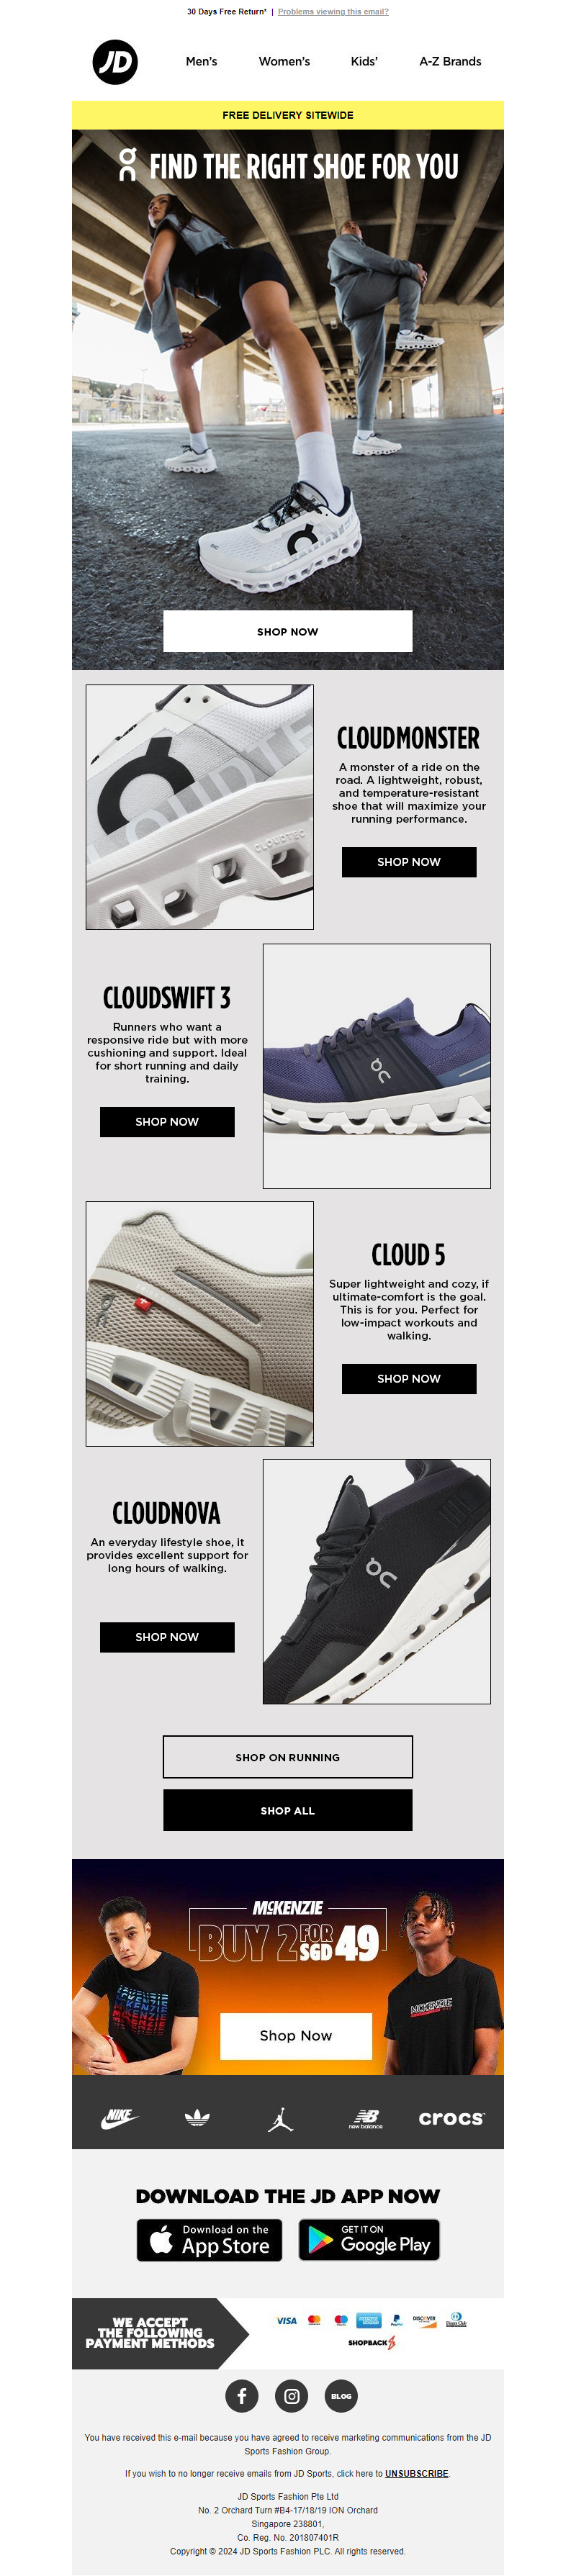 30 Days Free Return* | Problems viewing this email?
JD
Men's Women's Kids' A-Z Brands
FREE DELIVERY SITEWIDE
FIND THE RIGHT SHOE FOR YOU
SHOP NOW
CLOUDTE
CLOUDTEC
CLOUDMONSTER
A monster of a ride on the
road. A lightweight, robust,
and temperature-resistant
shoe that will maximize your
running performance.
SHOP NOW
CLOUDSWIFT 3
Runners who want a
responsive ride but with more
cushioning and support. Ideal
for short running and daily
training.
SHOP NOW
CLOUD 5
Super lightweight and cozy, if
ultimate-comfort is the goal.
This is for you. Perfect for
low-impact workouts and
walking.
SHOP NOW
CLOUDNOVA
An everyday lifestyle shoe, it
provides excellent support for
long hours of walking.
SHOP NOW
SHOP ON RUNNING
SHOP ALL
MCKENZIE
BUY 2 FOR SGD 49
MCKENZIE
MCKENZIE
MCKENZIE
Shop Now
NIKE
new balance
crocs
DOWNLOAD THE JD APP NOW
Download on the
App Store
GET IT ON
Google Play
WE ACCEPT
THE FOLLOWING
PAYMENT METHODS
VISA
PayPal
DISCOVER
Diners Club
SHOPBACK
BLOG
You have received this e-mail because you have agreed to receive marketing communications from the JD
Sports Fashion Group.
If you wish to no longer receive emails from JD Sports, click here to UNSUBSCRIBE.
JD Sports Fashion Pte Ltd
No. 2 Orchard Turn #B4-17/18/19 ION Orchard
Singapore 238801,
Co. Reg. No. 201807401R
Copyright © 2024 JD Sports Fashion PLC. All rights reserved.